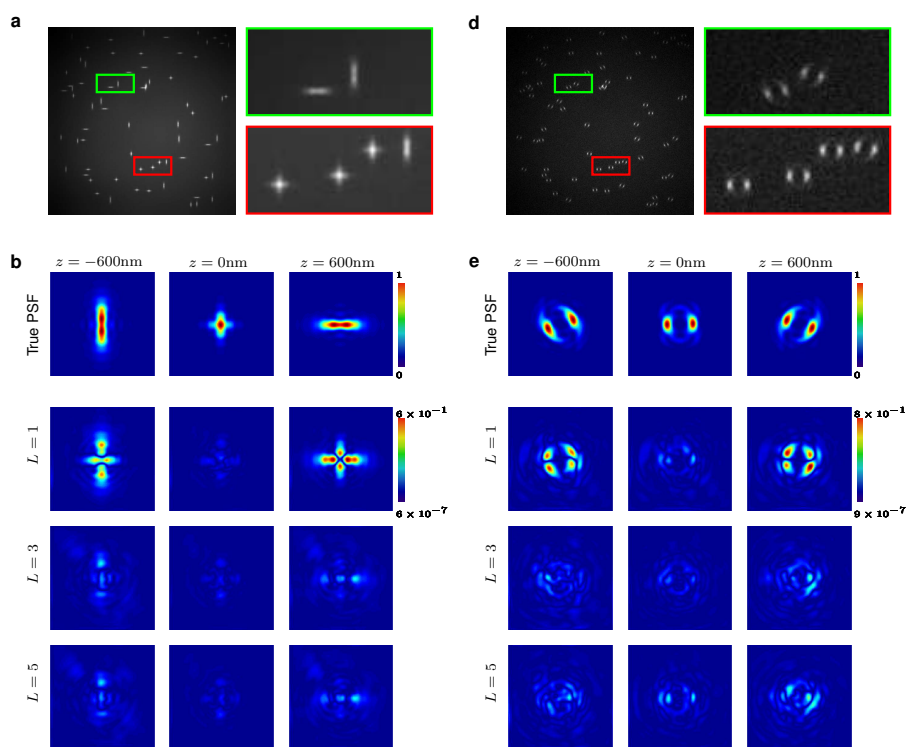 a
d
b
z = −600nm
z = 0nm
z = 600nm
True PSF
1
0
L = 1
6 × 10⁻¹
6 × 10⁻⁷
L = 3
L = 5
e
z = −600nm
z = 0nm
z = 600nm
True PSF
1
0
L = 1
8 × 10⁻¹
9 × 10⁻⁷
L = 3
L = 5